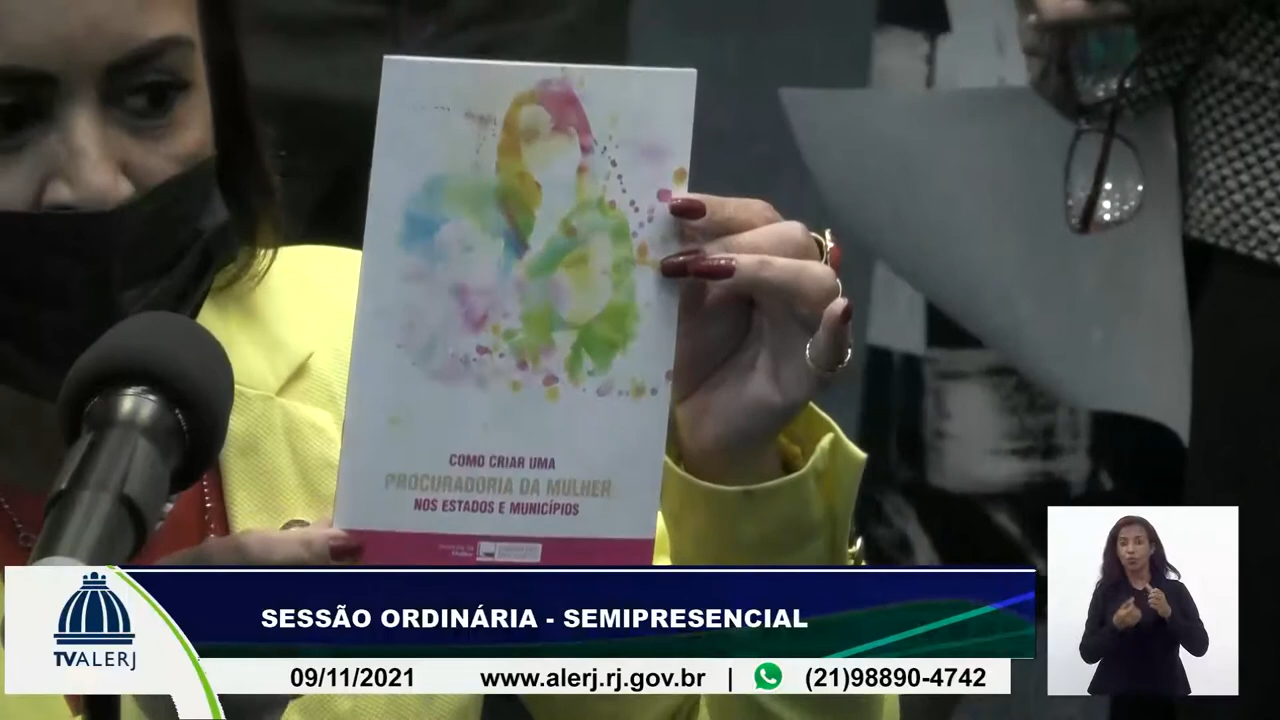 COMO CRIAR UMA
PROCURADORIA DA MULHER
NOS ESTADOS E MUNICÍPIOS
SESSÃO ORDINÁRIA - SEMIPRESENCIAL
TVALERJ
09/11/2021 www.alerj.rj.gov.br | (21)98890-4742